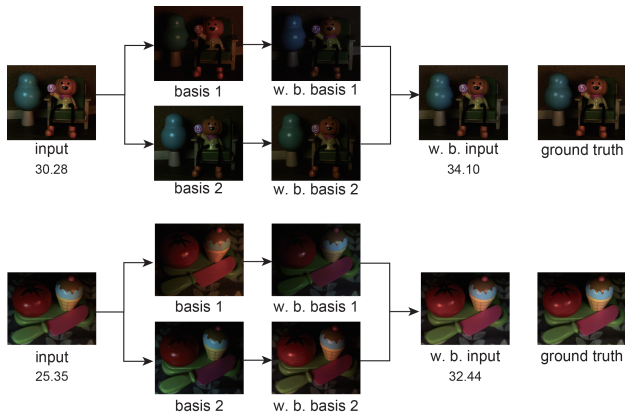 basis 1
w. b. basis 1
input
30.28
basis 2
w. b. basis 2
w. b. input
34.10
ground truth
basis 1
w. b. basis 1
input
25.35
basis 2
w. b. basis 2
w. b. input
32.44
ground truth